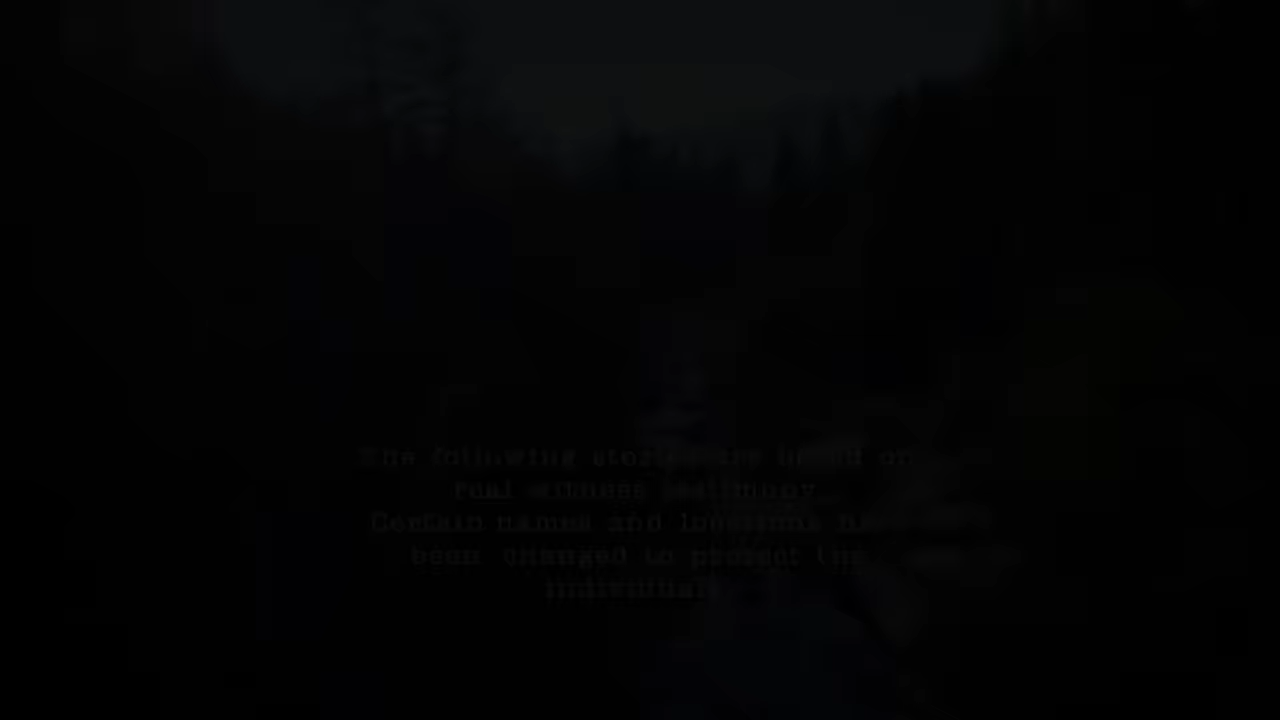 The following stories are based on
real witness testimony.
Certain names and locations have
been changed to protect the
individuals